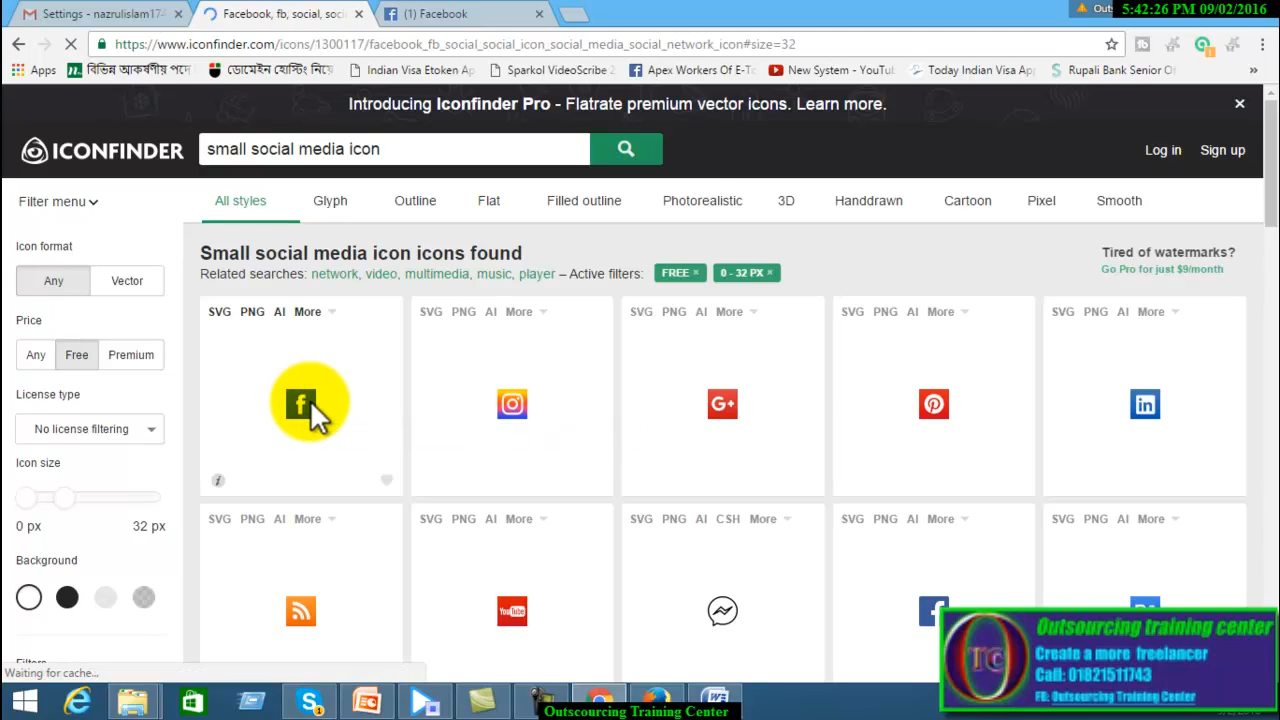 Settings - nazrulislam17
Facebook, fb, social, soci
(1) Facebook
5:42:26 PM 09/02/2016
https://www.iconfinder.com/icons/1300117/facebook_fb_social_social_icon_social_media_social_network_icon#size=32
Apps
বিভিন্ন আকর্ষণীয় পদে
ডোমেইন হোস্টিং নিয়ে
Indian Visa Etoken Ap
Sparkol VideoScribe 2
Apex Workers Of E-T
New System - YouTu
Today Indian Visa Ap
Rupali Bank Senior O
Introducing Iconfinder Pro - Flatrate premium vector icons. Learn more.
ICONFINDER
small social media icon
Log in
Sign up
Filter menu
All styles
Glyph
Outline
Flat
Filled outline
Photorealistic
3D
Handdrawn
Cartoon
Pixel
Smooth
Icon format
Any
Vector
Price
Any
Free
Premium
License type
No license filtering
Icon size
0 px
32 px
Background
Small social media icon icons found
Related searches: network, video, multimedia, music, player – Active filters:
FREE ×
0 - 32 PX ×
Tired of watermarks?
Go Pro for just $9/month
SVG PNG AI More
SVG PNG AI More
SVG PNG AI More
SVG PNG AI More
SVG PNG AI More
SVG PNG AI More
SVG PNG AI More
SVG PNG AI CSH More
SVG PNG AI More
SVG PNG AI More
You Tube
Waiting for cache...
Outsourcing training center
Create a more freelancer
Call: 01821511743
FB: Outsourcing Training Center
Outscourcing Training Center